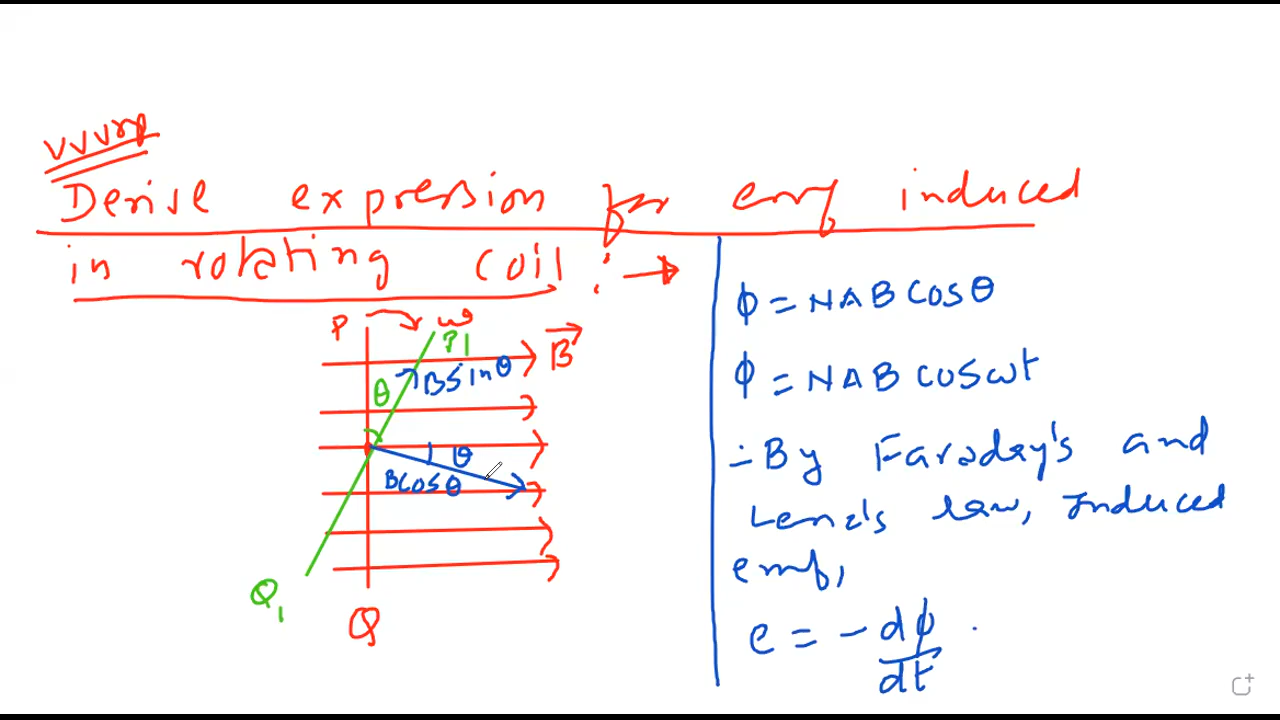 VVVImp
Derive expression for emf induced
in rotating coil :→
P ω
P1
B⃗
θ
B sinθ
θ
B cosθ
Q1
Q
ϕ = NAB cosθ
ϕ = NAB cosωt
∴ By Faraday's and
Lenz's law, Induced
emf,
e = - dϕ/dt